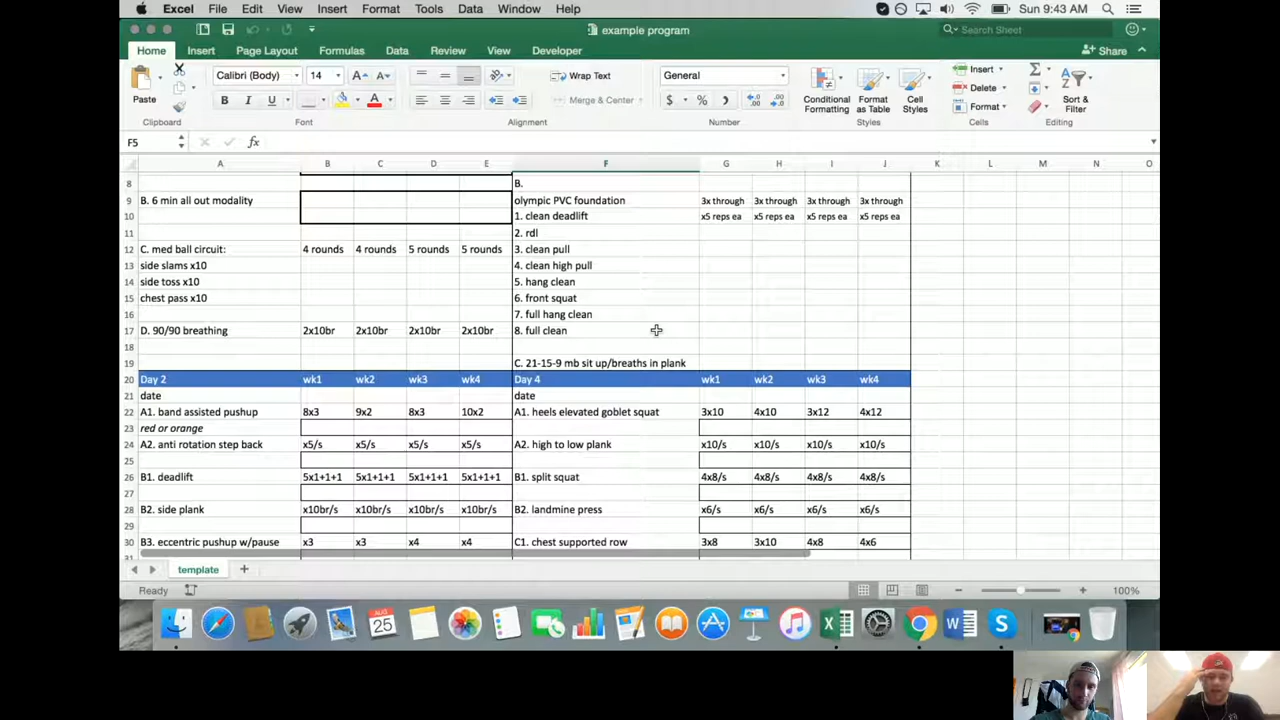 Excel File Edit View Insert Format Tools Data Window Help Sun 9:43 AM
example program Search Sheet
Home Insert Page Layout Formulas Data Review View Developer Share
Paste Calibri (Body) 14 A A Wrap Text General Conditional Formatting Format as Table Cell Styles Insert Sort & Filter
B I U A Merge & Center $ % Delete
Format
Clipboard Font Alignment Number Styles Cells Editing
F5 fx
A B C D E F G H I J K L M N O
8 B.
9 B. 6 min all out modality olympic PVC foundation 3x through 3x through 3x through 3x through
10 1. clean deadlift x5 reps ea x5 reps ea x5 reps ea x5 reps ea
11 2. rdl
12 C. med ball circuit: 4 rounds 4 rounds 5 rounds 5 rounds 3. clean pull
13 side slams x10 4. clean high pull
14 side toss x10 5. hang clean
15 chest pass x10 6. front squat
16 7. full hang clean
17 D. 90/90 breathing 2x10br 2x10br 2x10br 2x10br 8. full clean
18
19 C. 21-15-9 mb sit up/breaths in plank
20 Day 2 wk1 wk2 wk3 wk4 Day 4 wk1 wk2 wk3 wk4
21 date date
22 A1. band assisted pushup 8x3 9x2 8x3 10x2 A1. heels elevated goblet squat 3x10 4x10 3x12 4x12
23 red or orange
24 A2. anti rotation step back x5/s x5/s x5/s x5/s A2. high to low plank x10/s x10/s x10/s x10/s
25
26 B1. deadlift 5x1+1+1 5x1+1+1 5x1+1+1 5x1+1+1 B1. split squat 4x8/s 4x8/s 4x8/s 4x8/s
27
28 B2. side plank x10br/s x10br/s x10br/s x10br/s B2. landmine press x6/s x6/s x6/s x6/s
29
30 B3. eccentric pushup w/pause x3 x3 x4 x4 C1. chest supported row 3x8 3x10 4x8 4x6
31
template
Ready 100%
AUG
25